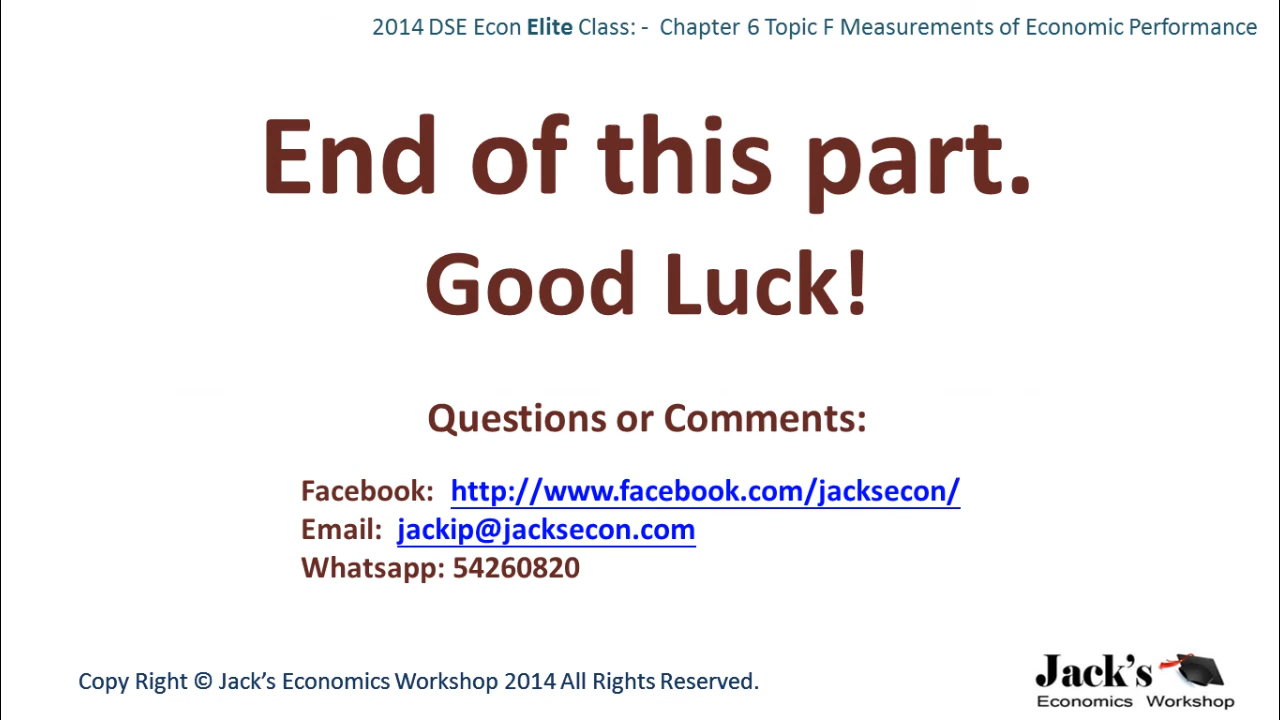 2014 DSE Econ Elite Class: - Chapter 6 Topic F Measurements of Economic Performance
End of this part.
Good Luck!
Questions or Comments:
Facebook: http://www.facebook.com/jacksecon/
Email: jackip@jacksecon.com
Whatsapp: 54260820
Copy Right © Jack's Economics Workshop 2014 All Rights Reserved.
Jack's
Economics Workshop